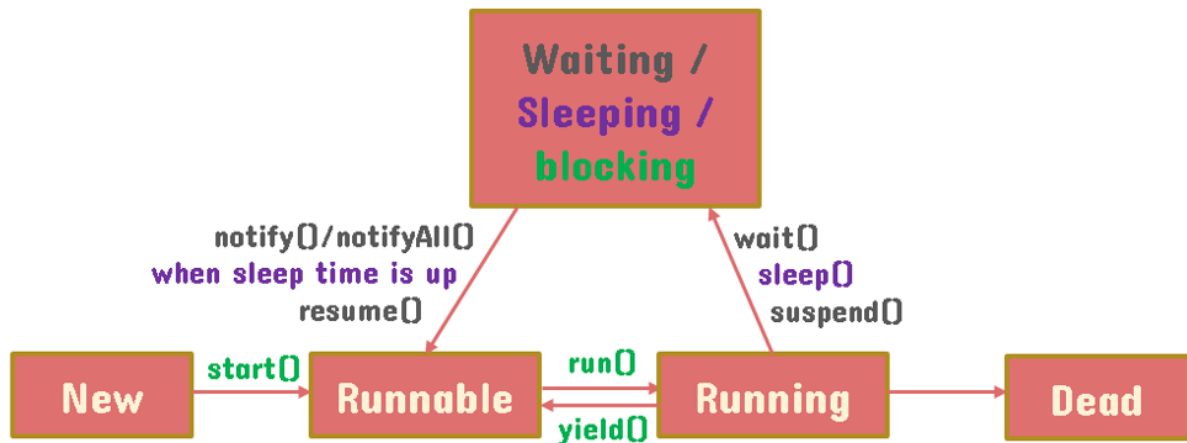 Waiting /
Sleeping /
blocking
notify()/notifyAll()
when sleep time is up
resume()
wait()
sleep()
suspend()
New
start()
Runnable
run()
yield()
Running
Dead